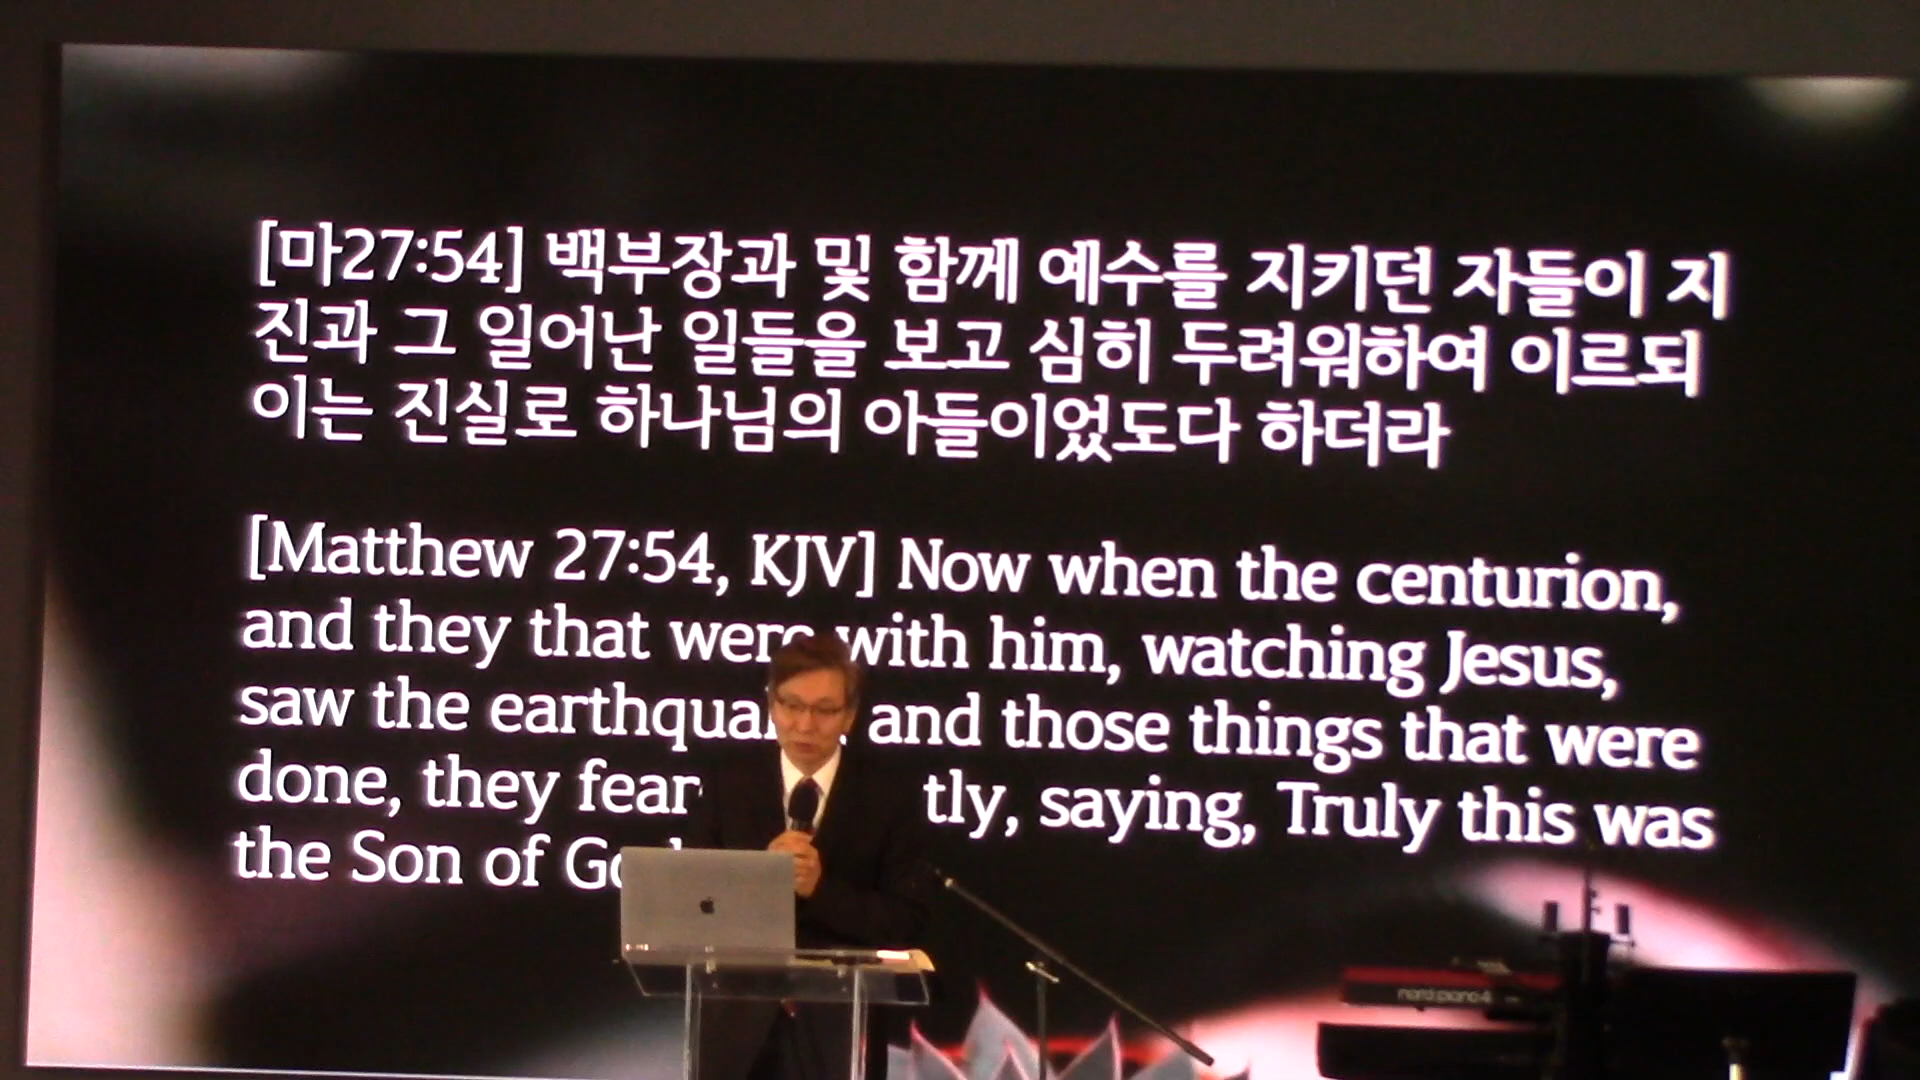 [마27:54] 백부장과 및 함께 예수를 지키던 자들이 지
진과 그 일어난 일들을 보고 심히 두려워하여 이르되
이는 진실로 하나님의 아들이었도다 하더라
[Matthew 27:54, KJV] Now when the centurion,
and they that were with him, watching Jesus,
saw the and those things that were
done, they saying, Truly this was
the Son of
nord piano 4